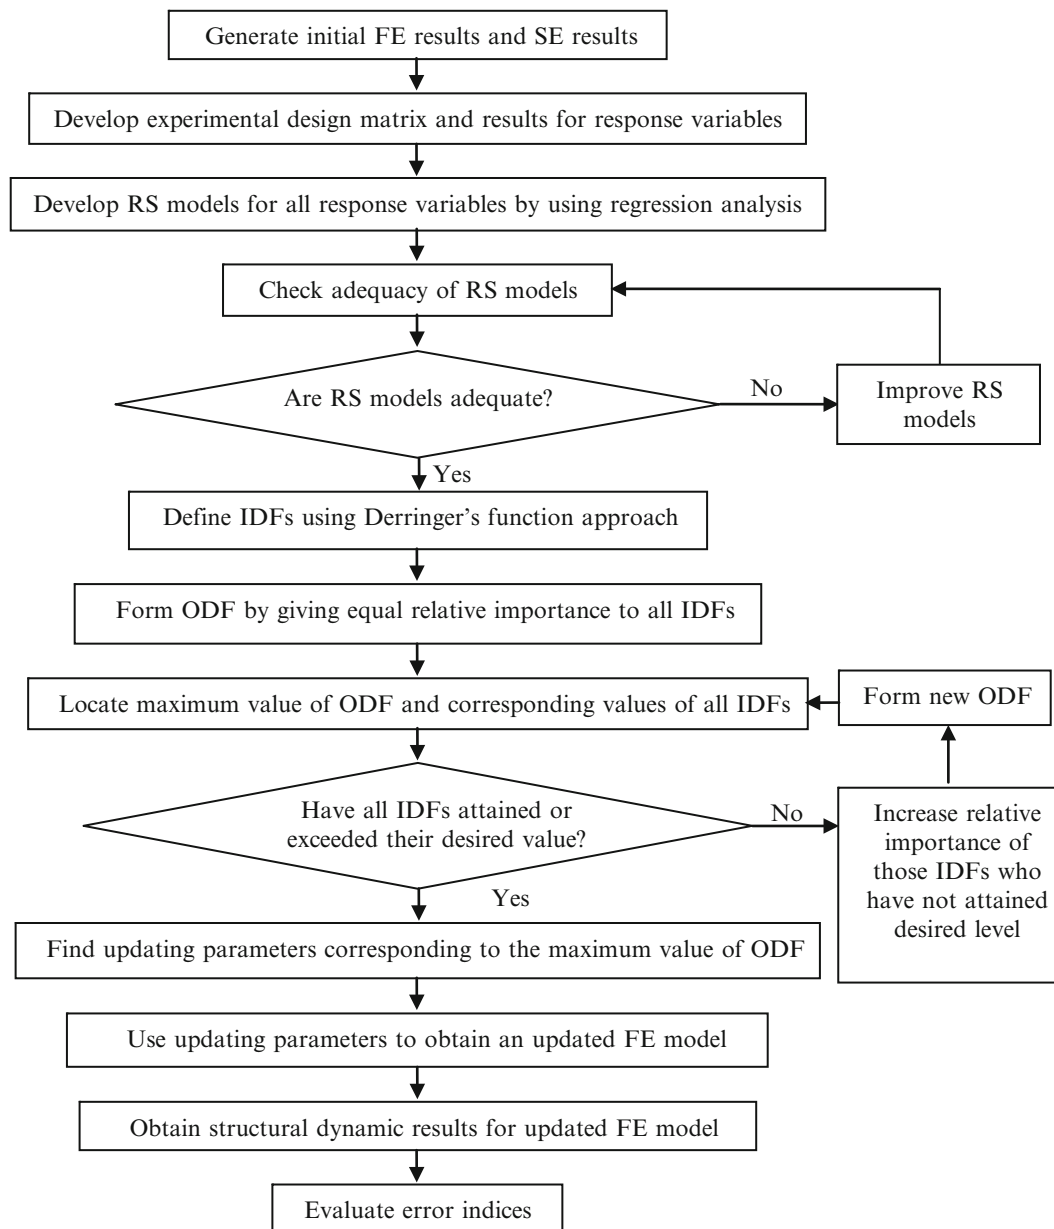 Generate initial FE results and SE results
Develop experimental design matrix and results for response variables
Develop RS models for all response variables by using regression analysis
Check adequacy of RS models
Are RS models adequate?
No
Improve RS
models
Yes
Define IDFs using Derringer's function approach
Form ODF by giving equal relative importance to all IDFs
Locate maximum value of ODF and corresponding values of all IDFs
Form new ODF
Have all IDFs attained or
exceeded their desired value?
No
Increase relative
importance of
those IDFs who
have not attained
desired level
Yes
Find updating parameters corresponding to the maximum value of ODF
Use updating parameters to obtain an updated FE model
Obtain structural dynamic results for updated FE model
Evaluate error indices